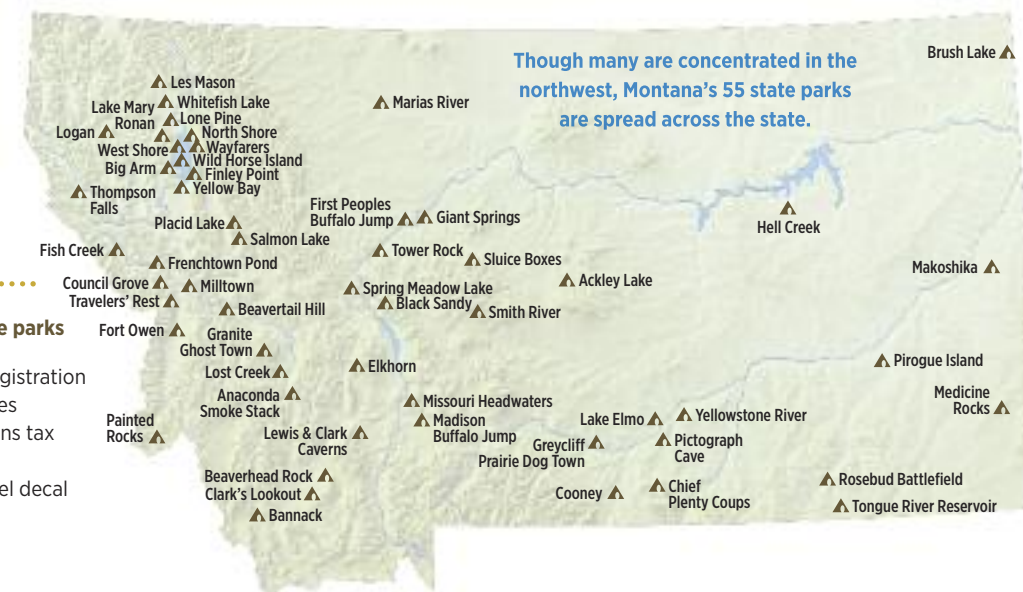 Though many are concentrated in the
northwest, Montana's 55 state parks
are spread across the state.
Brush Lake
Les Mason
Whitefish Lake
Marias River
Lake Mary
Ronan
Lone Pine
Logan
North Shore
West Shore
Wayfarers
Wild Horse Island
Big Arm
Finley Point
Yellow Bay
Thompson
Falls
First Peoples
Buffalo Jump
Giant Springs
Hell Creek
Placid Lake
Salmon Lake
Fish Creek
Tower Rock
Sluice Boxes
Frenchtown Pond
Makoshika
Council Grove
Milltown
Spring Meadow Lake
Ackley Lake
Travelers' Rest
Beavertail Hill
Black Sandy
Smith River
Fort Owen
Granite
Ghost Town
e parks
Lost Creek
Elkhorn
Pirogue Island
gistration
es
ns tax
el decal
Anaconda
Smoke Stack
Missouri Headwaters
Medicine
Rocks
Painted
Rocks
Lewis & Clark
Caverns
Madison
Buffalo Jump
Lake Elmo
Yellowstone River
Greycliff
Prairie Dog Town
Pictograph
Cave
Beaverhead Rock
Clark's Lookout
Bannack
Cooney
Chief
Plenty Coups
Rosebud Battlefield
Tongue River Reservoir